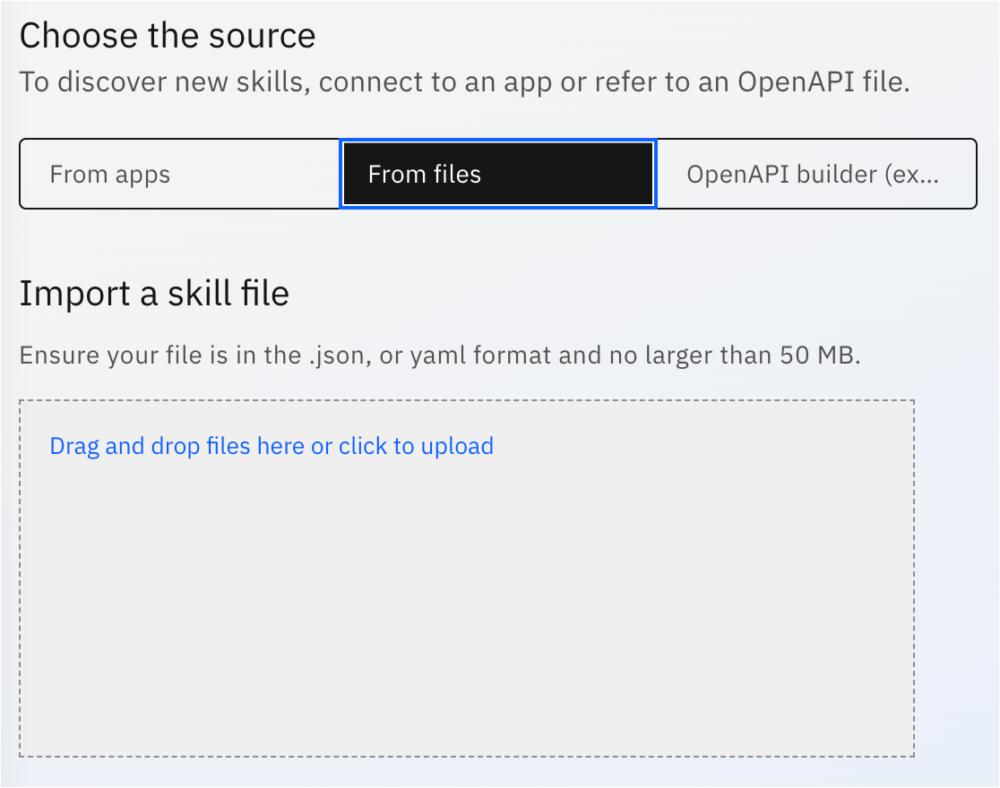 Choose the source
To discover new skills, connect to an app or refer to an OpenAPI file.
From apps
From files
OpenAPI builder (ex...
Import a skill file
Ensure your file is in the .json, or yaml format and no larger than 50 MB.
Drag and drop files here or click to upload